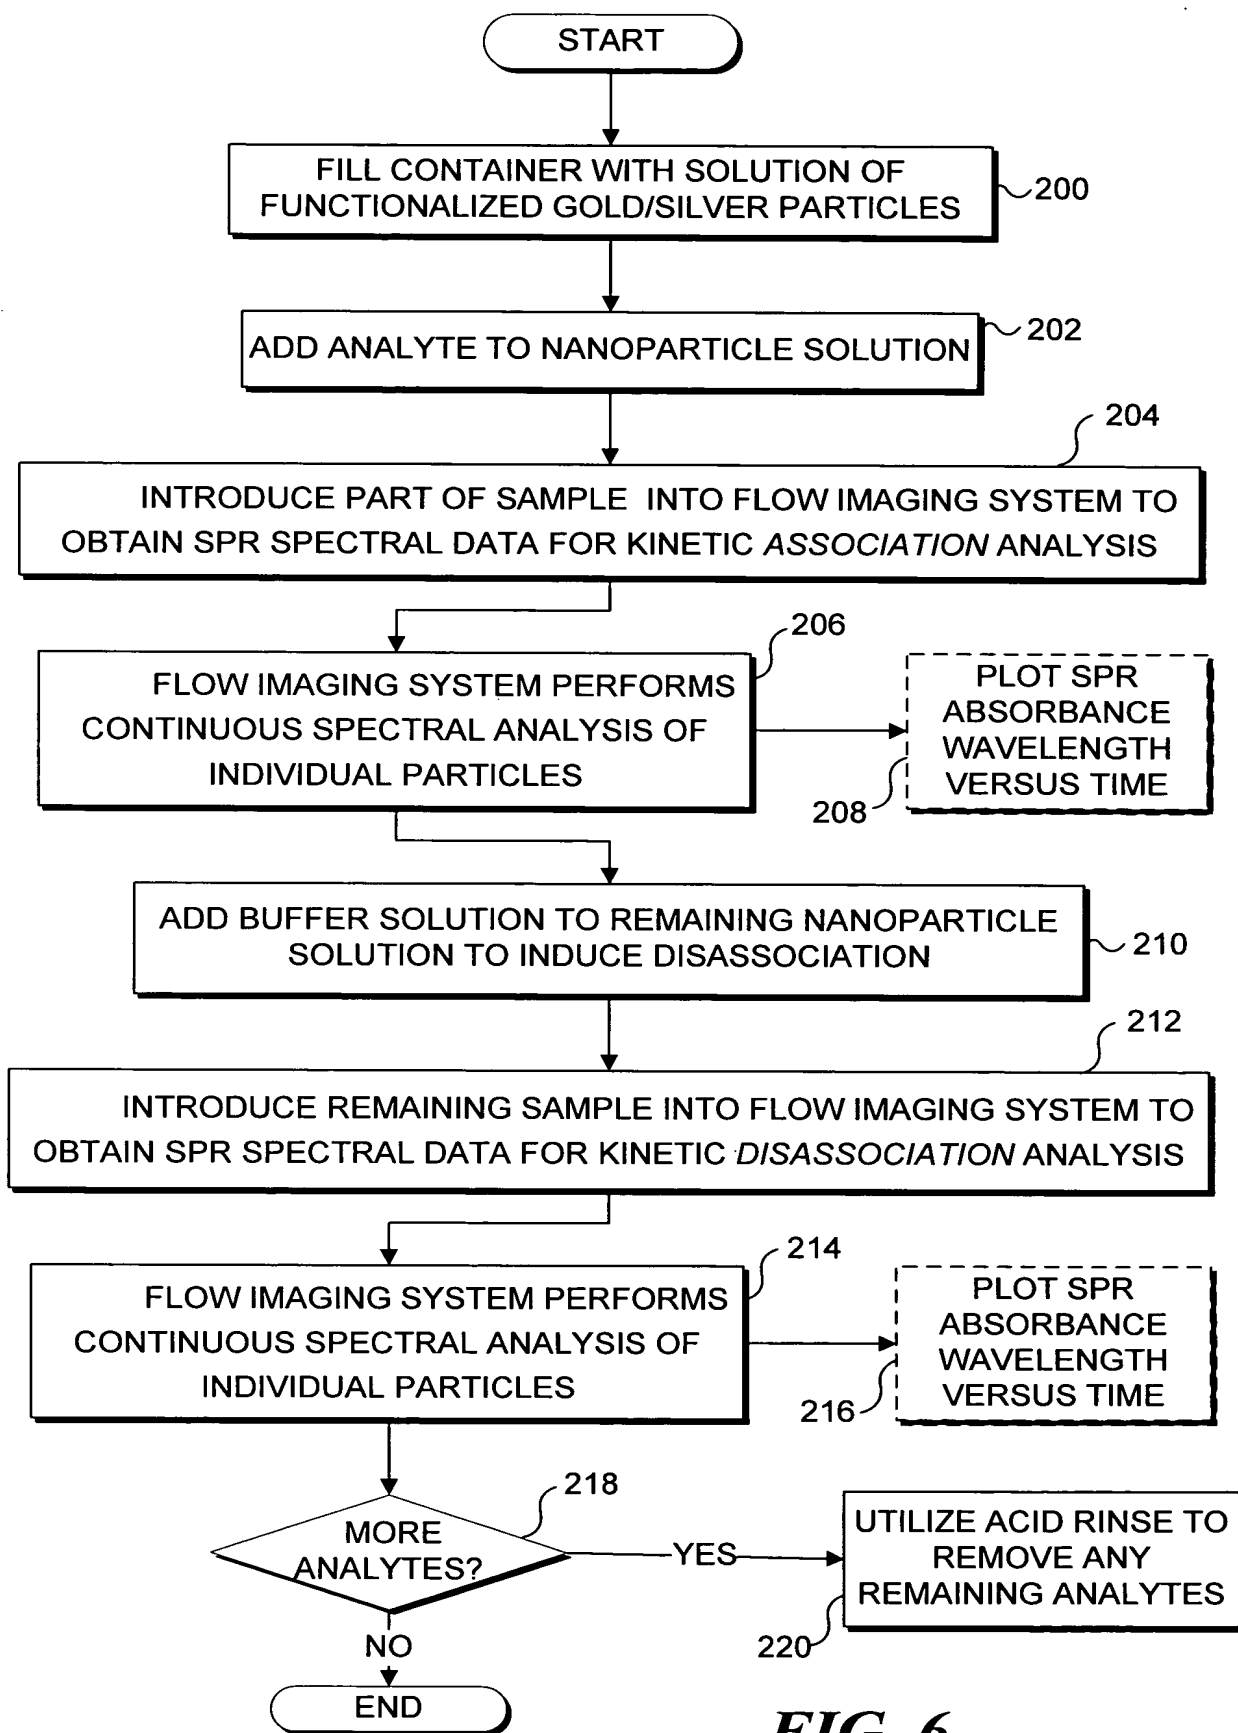 START
FILL CONTAINER WITH SOLUTION OF
FUNCTIONALIZED GOLD/SILVER PARTICLES
200
ADD ANALYTE TO NANOPARTICLE SOLUTION
202
204
INTRODUCE PART OF SAMPLE INTO FLOW IMAGING SYSTEM TO
OBTAIN SPR SPECTRAL DATA FOR KINETIC ASSOCIATION ANALYSIS
206
FLOW IMAGING SYSTEM PERFORMS
CONTINUOUS SPECTRAL ANALYSIS OF
INDIVIDUAL PARTICLES
PLOT SPR
ABSORBANCE
WAVELENGTH
VERSUS TIME
208
ADD BUFFER SOLUTION TO REMAINING NANOPARTICLE
SOLUTION TO INDUCE DISASSOCIATION
210
212
INTRODUCE REMAINING SAMPLE INTO FLOW IMAGING SYSTEM TO
OBTAIN SPR SPECTRAL DATA FOR KINETIC DISASSOCIATION ANALYSIS
214
FLOW IMAGING SYSTEM PERFORMS
CONTINUOUS SPECTRAL ANALYSIS OF
INDIVIDUAL PARTICLES
PLOT SPR
ABSORBANCE
WAVELENGTH
VERSUS TIME
216
218
MORE
ANALYTES?
YES
UTILIZE ACID RINSE TO
REMOVE ANY
REMAINING ANALYTES
220
NO
END
FIG. 6